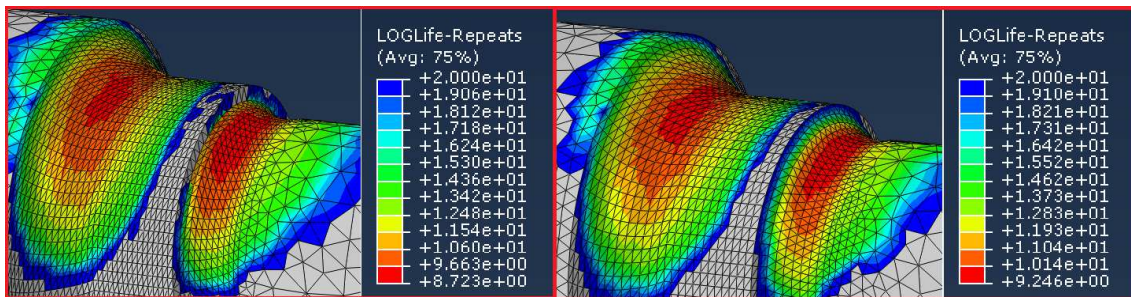 LOGLife-Repeats
(Avg: 75%)
+2.000e+01
+1.906e+01
+1.812e+01
+1.718e+01
+1.624e+01
+1.530e+01
+1.436e+01
+1.342e+01
+1.248e+01
+1.154e+01
+1.060e+01
+9.663e+00
+8.723e+00
LOGLife-Repeats
(Avg: 75%)
+2.000e+01
+1.910e+01
+1.821e+01
+1.731e+01
+1.642e+01
+1.552e+01
+1.462e+01
+1.373e+01
+1.283e+01
+1.193e+01
+1.104e+01
+1.014e+01
+9.246e+00